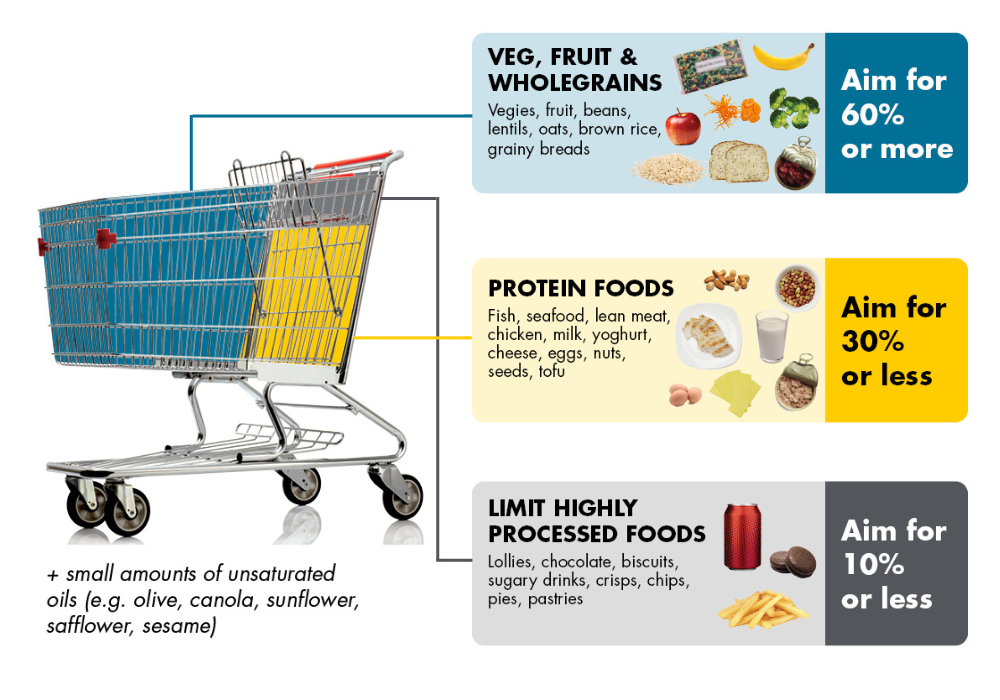 VEG, FRUIT &
WHOLEGRAINS
Vegies, fruit, beans,
lentils, oats, brown rice,
grainy breads
Aim for
60%
or more
PROTEIN FOODS
Fish, seafood, lean meat,
chicken, milk, yoghurt,
cheese, eggs, nuts,
seeds, tofu
Aim for
30%
or less
LIMIT HIGHLY
PROCESSED FOODS
Lollies, chocolate, biscuits,
sugary drinks, crisps, chips,
pies, pastries
Aim for
10%
or less
+ small amounts of unsaturated
oils (e.g. olive, canola, sunflower,
safflower, sesame)